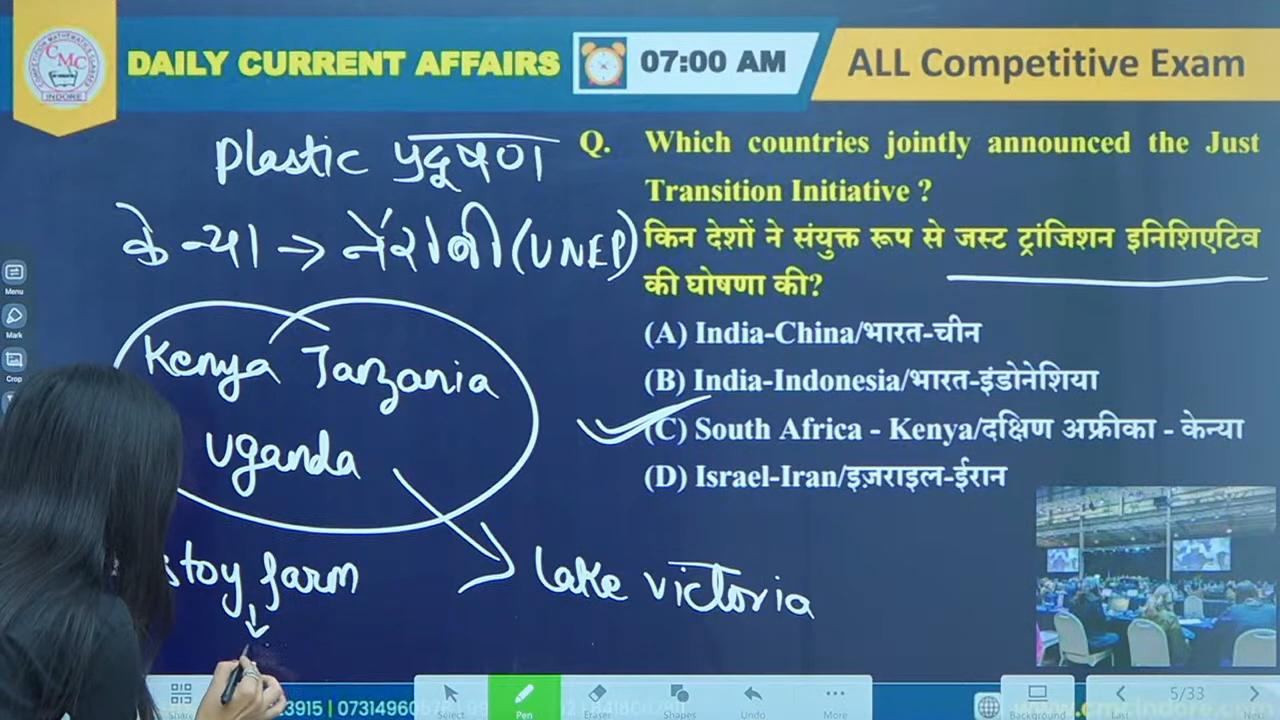 DAILY CURRENT AFFAIRS
07:00 AM
ALL Competitive Exam
CMC
INDORE
Plastic प्रदूषण
केन्या → नैरोबी (UNEP)
Kenya Tanzania
Uganda
Lake victoria
stoy farm
Q. Which countries jointly announced the Just
Transition Initiative ?
किन देशों ने संयुक्त रूप से जस्ट ट्रांजिशन इनिशिएटिव
की घोषणा की?
(A) India-China/भारत-चीन
(B) India-Indonesia/भारत-इंडोनेशिया
(C) South Africa - Kenya/दक्षिण अफ्रीका - केन्या
(D) Israel-Iran/इज़राइल-ईरान
Menu
Mark
Crop
Share
Select
Pen
Eraser
Shapes
Undo
More
Background
5/33